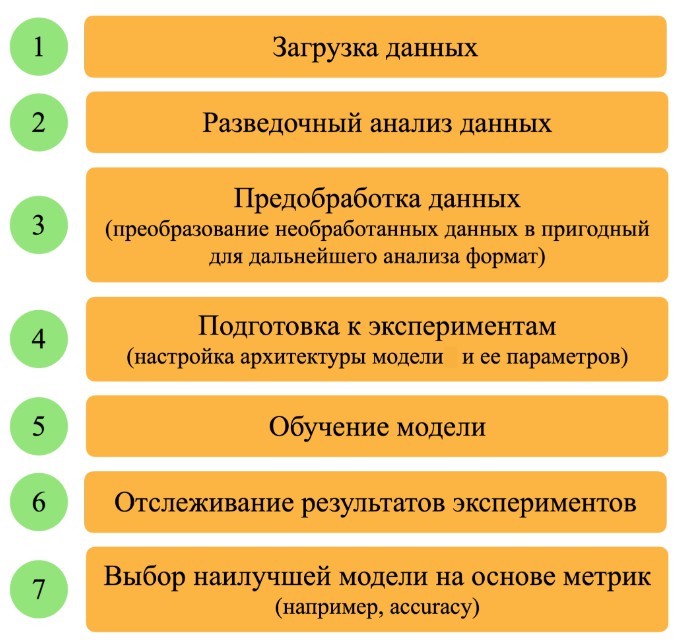 1
Загрузка данных
2
Разведочный анализ данных
3
Предобработка данных
(преобразование необработанных данных в пригодный
для дальнейшего анализа формат)
4
Подготовка к экспериментам
(настройка архитектуры модели и ее параметров)
5
Обучение модели
6
Отслеживание результатов экспериментов
7
Выбор наилучшей модели на основе метрик
(например, accuracy)